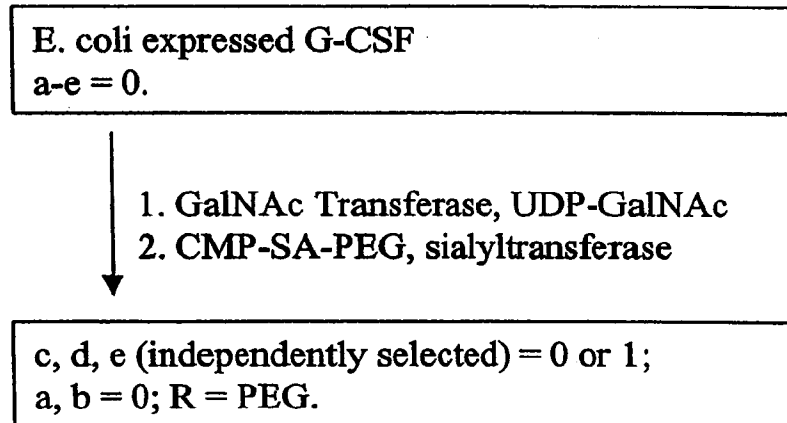 E. coli expressed G-CSF
a-e = 0.
1. GalNAc Transferase, UDP-GalNAc
2. CMP-SA-PEG, sialyltransferase
c, d, e (independently selected) = 0 or 1;
a, b = 0; R = PEG.